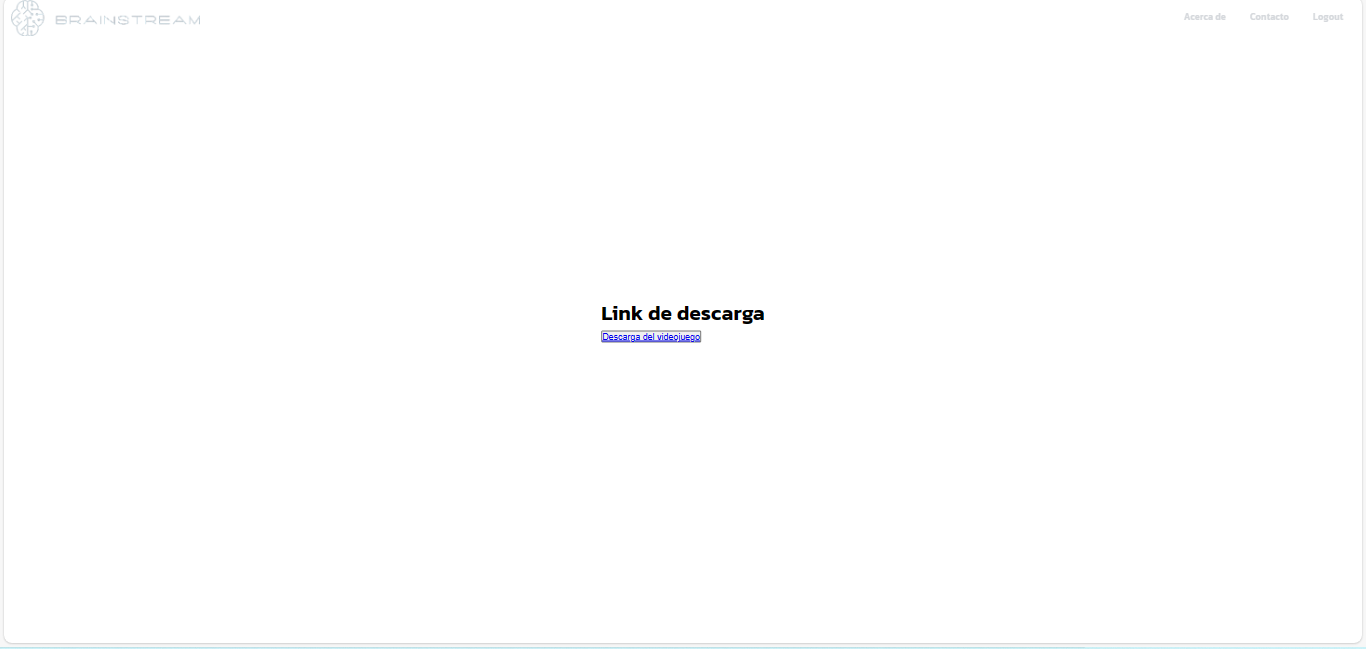 BRAINSTREAM
Acerca de Contacto Logout
Link de descarga
Descarga del videojuego